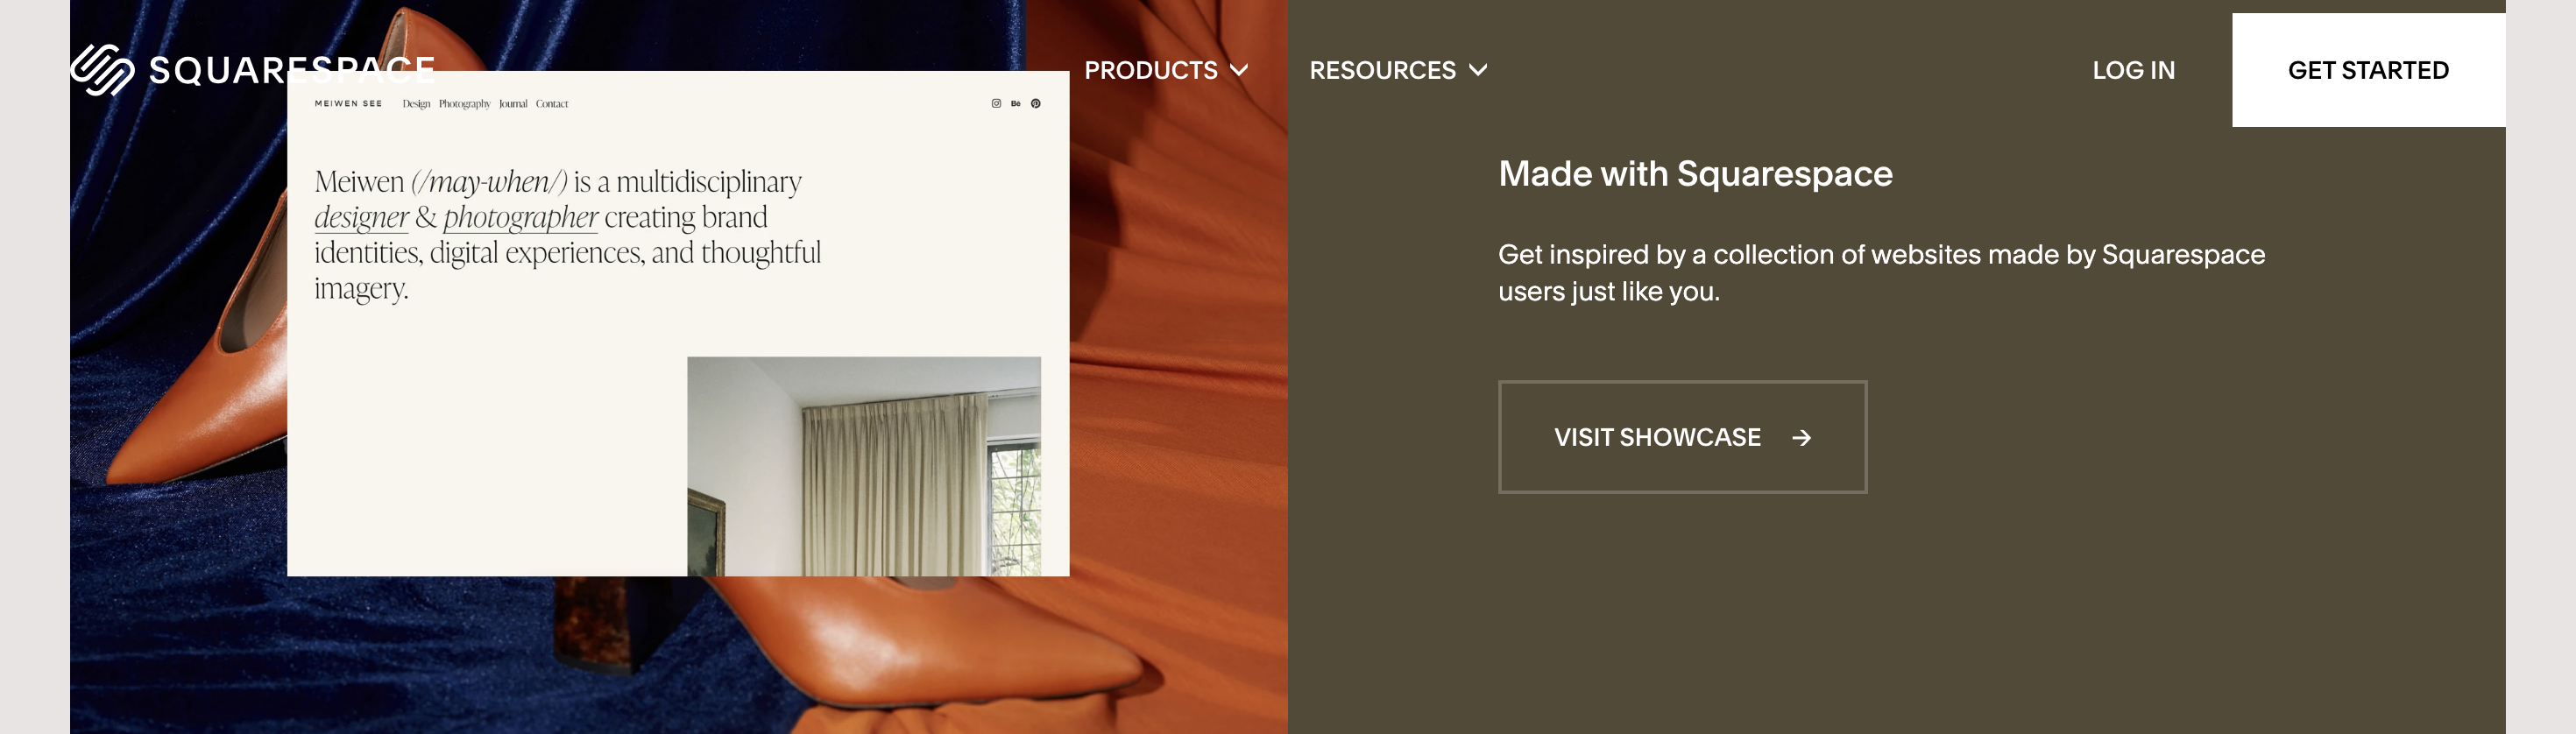 SQUARESPACE
PRODUCTS
RESOURCES
LOG IN
GET STARTED
MEIWEN SEE
Design Photography Journal Contact
Bē
Meiwen (/may-when/) is a multidisciplinary
designer & photographer creating brand
identities, digital experiences, and thoughtful
imagery.
Made with Squarespace
Get inspired by a collection of websites made by Squarespace
users just like you.
VISIT SHOWCASE →